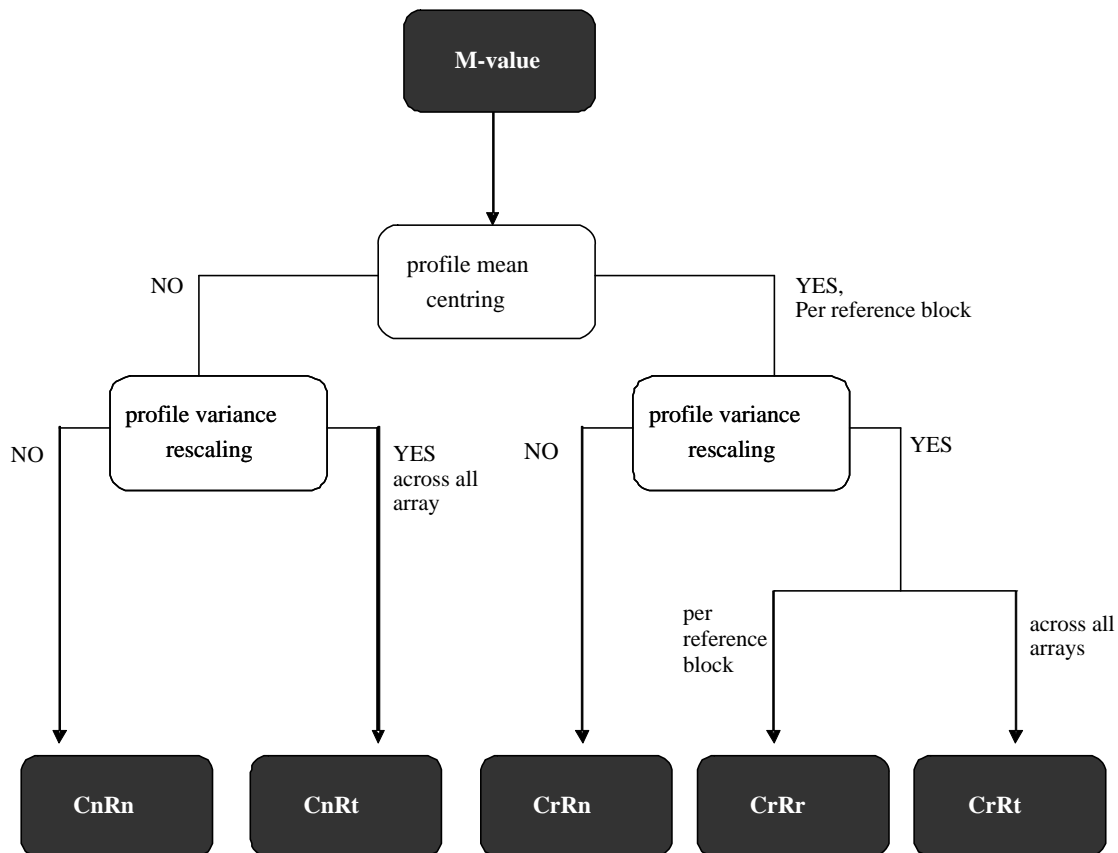 M-value
profile mean
centring
NO
YES,
Per reference block
profile variance
rescaling
profile variance
rescaling
NO
YES
across all
array
NO
YES
per
reference
block
across all
arrays
CnRn
CnRt
CrRn
CrRr
CrRt